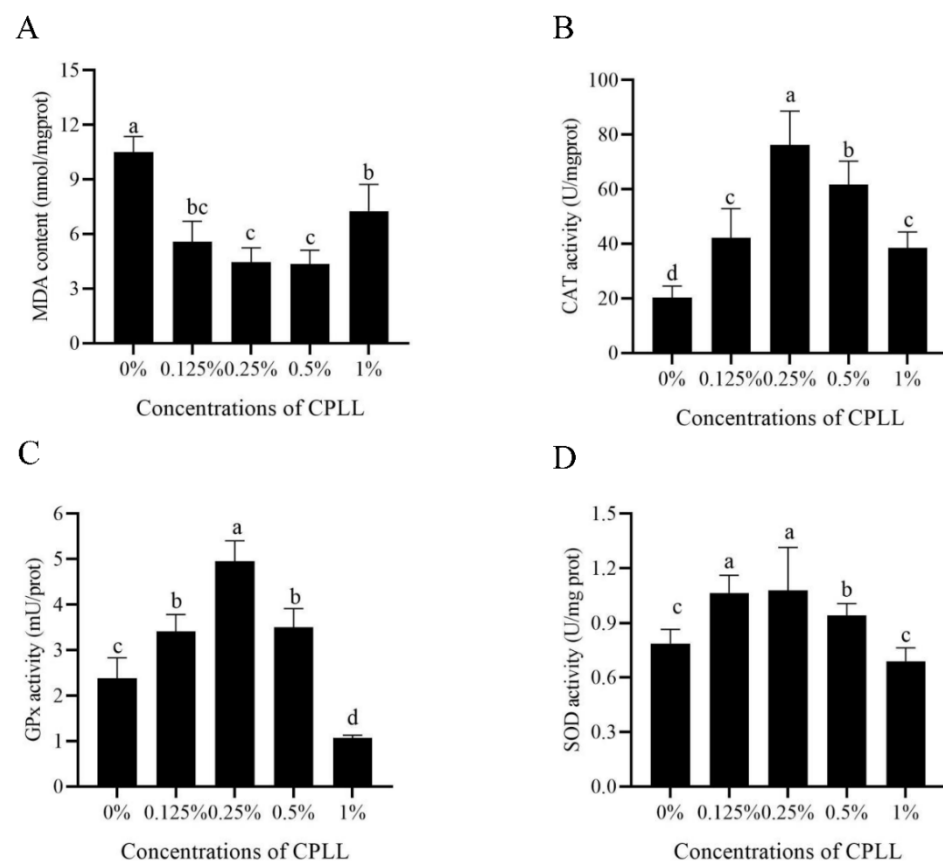 A
MDA content (nmol/mgprot)
15
12
9
6
3
0
a
bc
c
c
b
0%
0.125%
0.25%
0.5%
1%
Concentrations of CPLL
B
CAT activity (U/mgprot)
100
80
60
40
20
0
d
c
a
b
c
0%
0.125%
0.25%
0.5%
1%
Concentrations of CPLL
C
GPx activity (mU/prot)
6
5
4
3
2
1
0
c
b
a
b
d
0%
0.125%
0.25%
0.5%
1%
Concentrations of CPLL
D
SOD activity (U/mg prot)
1.5
1.2
0.9
0.6
0.3
0.0
c
a
a
b
c
0%
0.125%
0.25%
0.5%
1%
Concentrations of CPLL